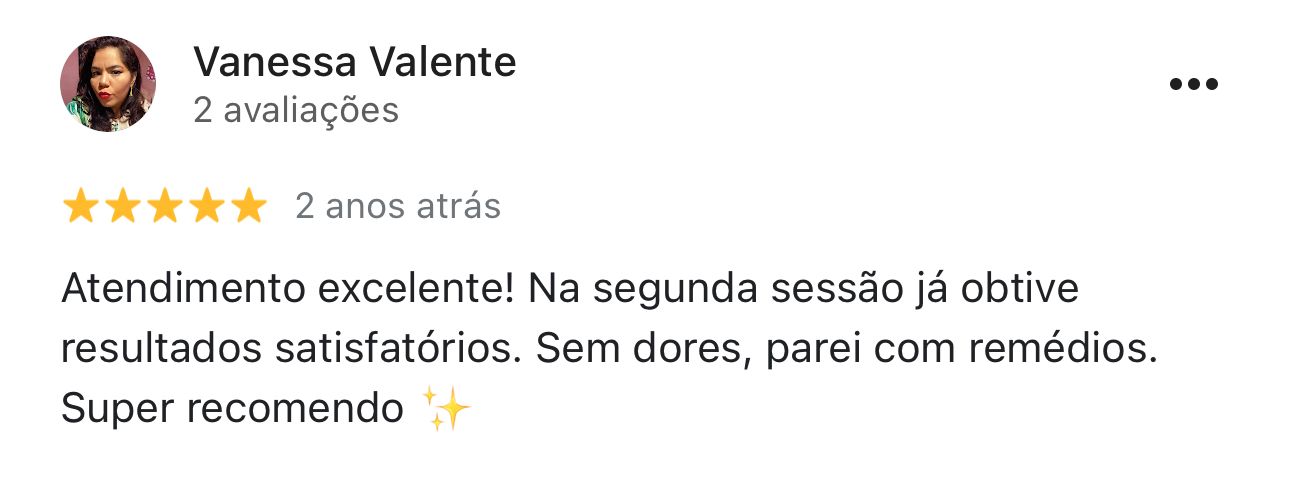 Vanessa Valente
2 avaliações
2 anos atrás
Atendimento excelente! Na segunda sessão já obtive
resultados satisfatórios. Sem dores, parei com remédios.
Super recomendo ✨